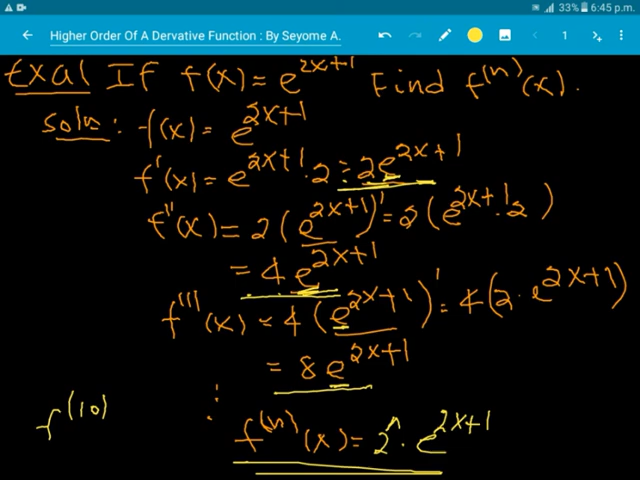 33% 6:45 p.m.
Higher Order Of A Dervative Function : By Seyome A.
1
Exa1 If f(x) = e^{2x+1} Find f^{(n)}(x).
Soln: f(x) = e^{2x+1}
f'(x) = e^{2x+1} · 2 = 2e^{2x+1}
f''(x) = 2(e^{2x+1})' = 2(e^{2x+1} · 2)
= 4e^{2x+1}
f'''(x) = 4(e^{2x+1})' = 4(2 · e^{2x+1})
= 8e^{2x+1}
⋮
f^{(10)}
f^{(n)}(x) = 2^n · e^{2x+1}